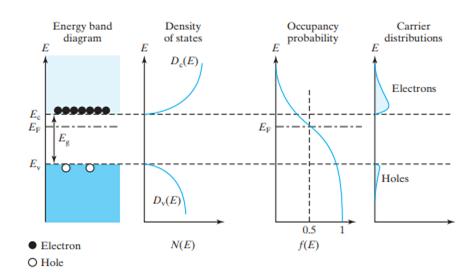 Energy band
diagram
Density
of states
Occupancy
probability
Carrier
distributions
E
E
E
E
D_c(E)
Electrons
E_c
E_F
E_g
E_F
E_v
Holes
D_v(E)
0.5
1
Electron
Hole
N(E)
f(E)